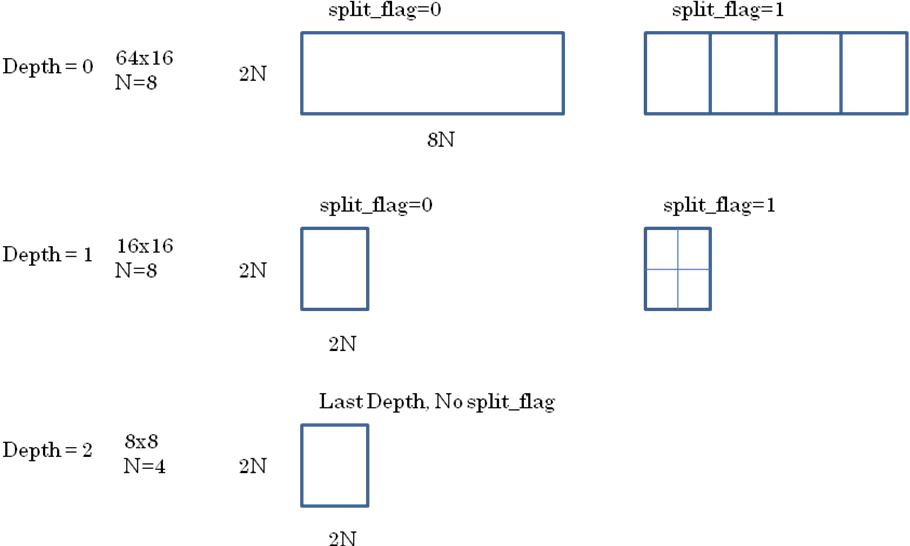 split_flag=0
split_flag=1
Depth = 0
64x16
N=8
2N
8N
split_flag=0
split_flag=1
Depth = 1
16x16
N=8
2N
2N
Last Depth, No split_flag
Depth = 2
8x8
N=4
2N
2N